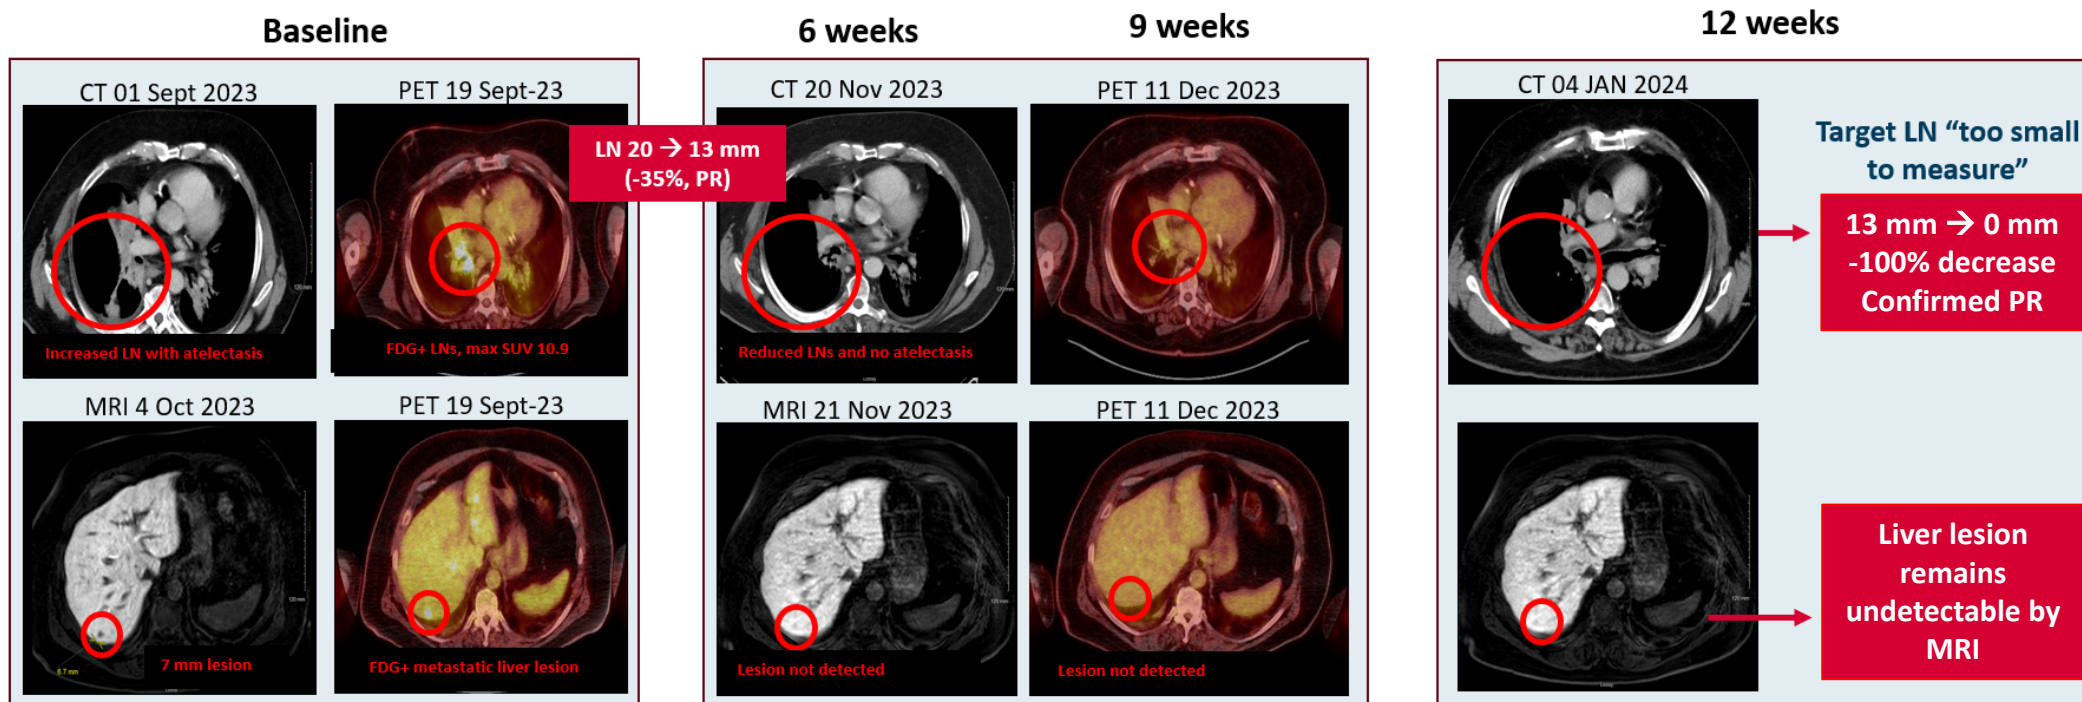 Baseline
6 weeks
9 weeks
12 weeks
CT 01 Sept 2023
PET 19 Sept-23
Increased LN with atelectasis
FDG+ LNs, max SUV 10.9
LN 20 → 13 mm
(-35%, PR)
MRI 4 Oct 2023
PET 19 Sept-23
6.7 mm
7 mm lesion
FDG+ metastatic liver lesion
CT 20 Nov 2023
PET 11 Dec 2023
Reduced LNs and no atelectasis
MRI 21 Nov 2023
PET 11 Dec 2023
Lesion not detected
Lesion not detected
CT 04 JAN 2024
Target LN “too small
to measure”
13 mm → 0 mm
-100% decrease
Confirmed PR
Liver lesion
remains
undetectable by
MRI